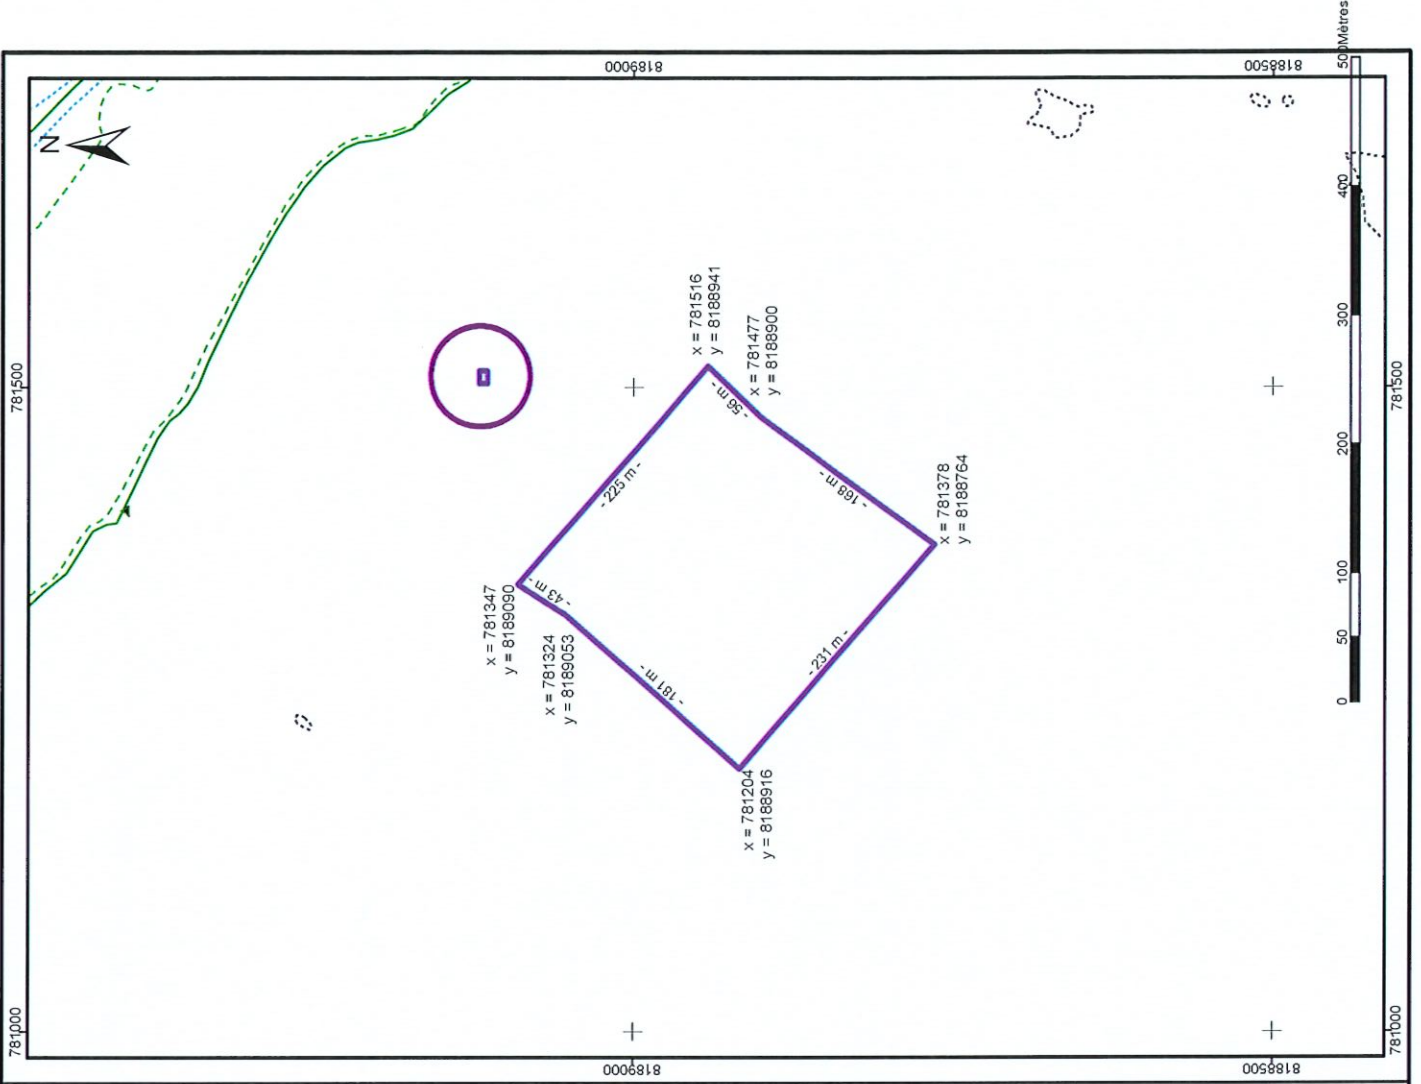 500Mètres
8189000
8188500
N
400
300
x = 781516
y = 8188941
x = 781477
y = 8188900
781500
781500
- 56 m -
200
- 225 m -
- 168 m -
x = 781378
y = 8188764
100
x = 781347
y = 8189090
- 43 m -
x = 781324
y = 8189053
50
- 231 m -
- 181 m -
0
x = 781204
y = 8188916
781000
781000
8189000
8188500